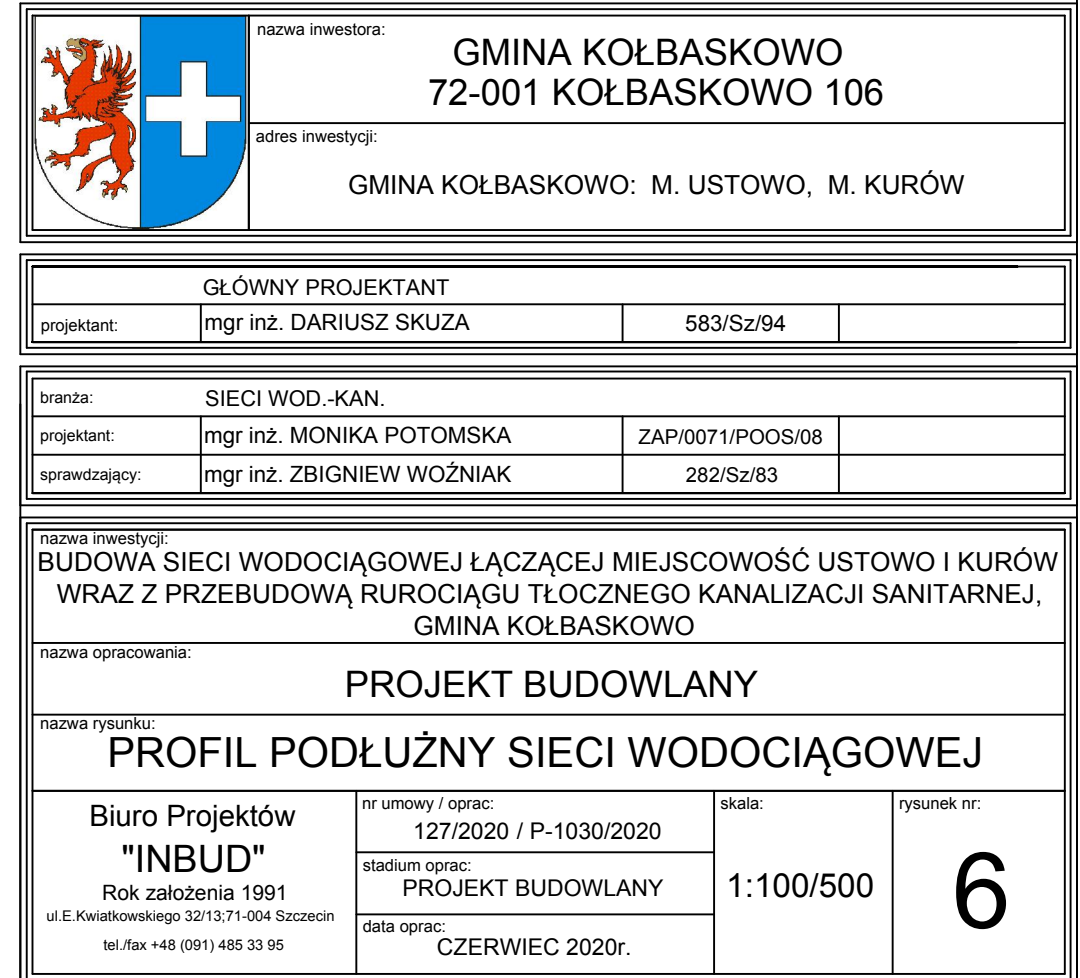 nazwa inwestora:
GMINA KOŁBASKOWO
72-001 KOŁBASKOWO 106
adres inwestycji:
GMINA KOŁBASKOWO: M. USTOWO, M. KURÓW
GŁÓWNY PROJEKTANT
projektant: mgr inż. DARIUSZ SKUZA 583/Sz/94
branża: SIECI WOD.-KAN.
projektant: mgr inż. MONIKA POTOMSKA ZAP/0071/POOS/08
sprawdzający: mgr inż. ZBIGNIEW WOŹNIAK 282/Sz/83
nazwa inwestycji:
BUDOWA SIECI WODOCIĄGOWEJ ŁĄCZĄCEJ MIEJSCOWOŚĆ USTOWO I KURÓW
WRAZ Z PRZEBUDOWĄ RUROCIĄGU TŁOCZNEGO KANALIZACJI SANITARNEJ,
GMINA KOŁBASKOWO
nazwa opracowania:
PROJEKT BUDOWLANY
nazwa rysunku:
PROFIL PODŁUŻNY SIECI WODOCIĄGOWEJ
Biuro Projektów
"INBUD"
Rok założenia 1991
ul.E.Kwiatkowskiego 32/13;71-004 Szczecin
tel./fax +48 (091) 485 33 95
nr umowy / oprac:
127/2020 / P-1030/2020
stadium oprac:
PROJEKT BUDOWLANY
data oprac:
CZERWIEC 2020r.
skala:
1:100/500
rysunek nr:
6